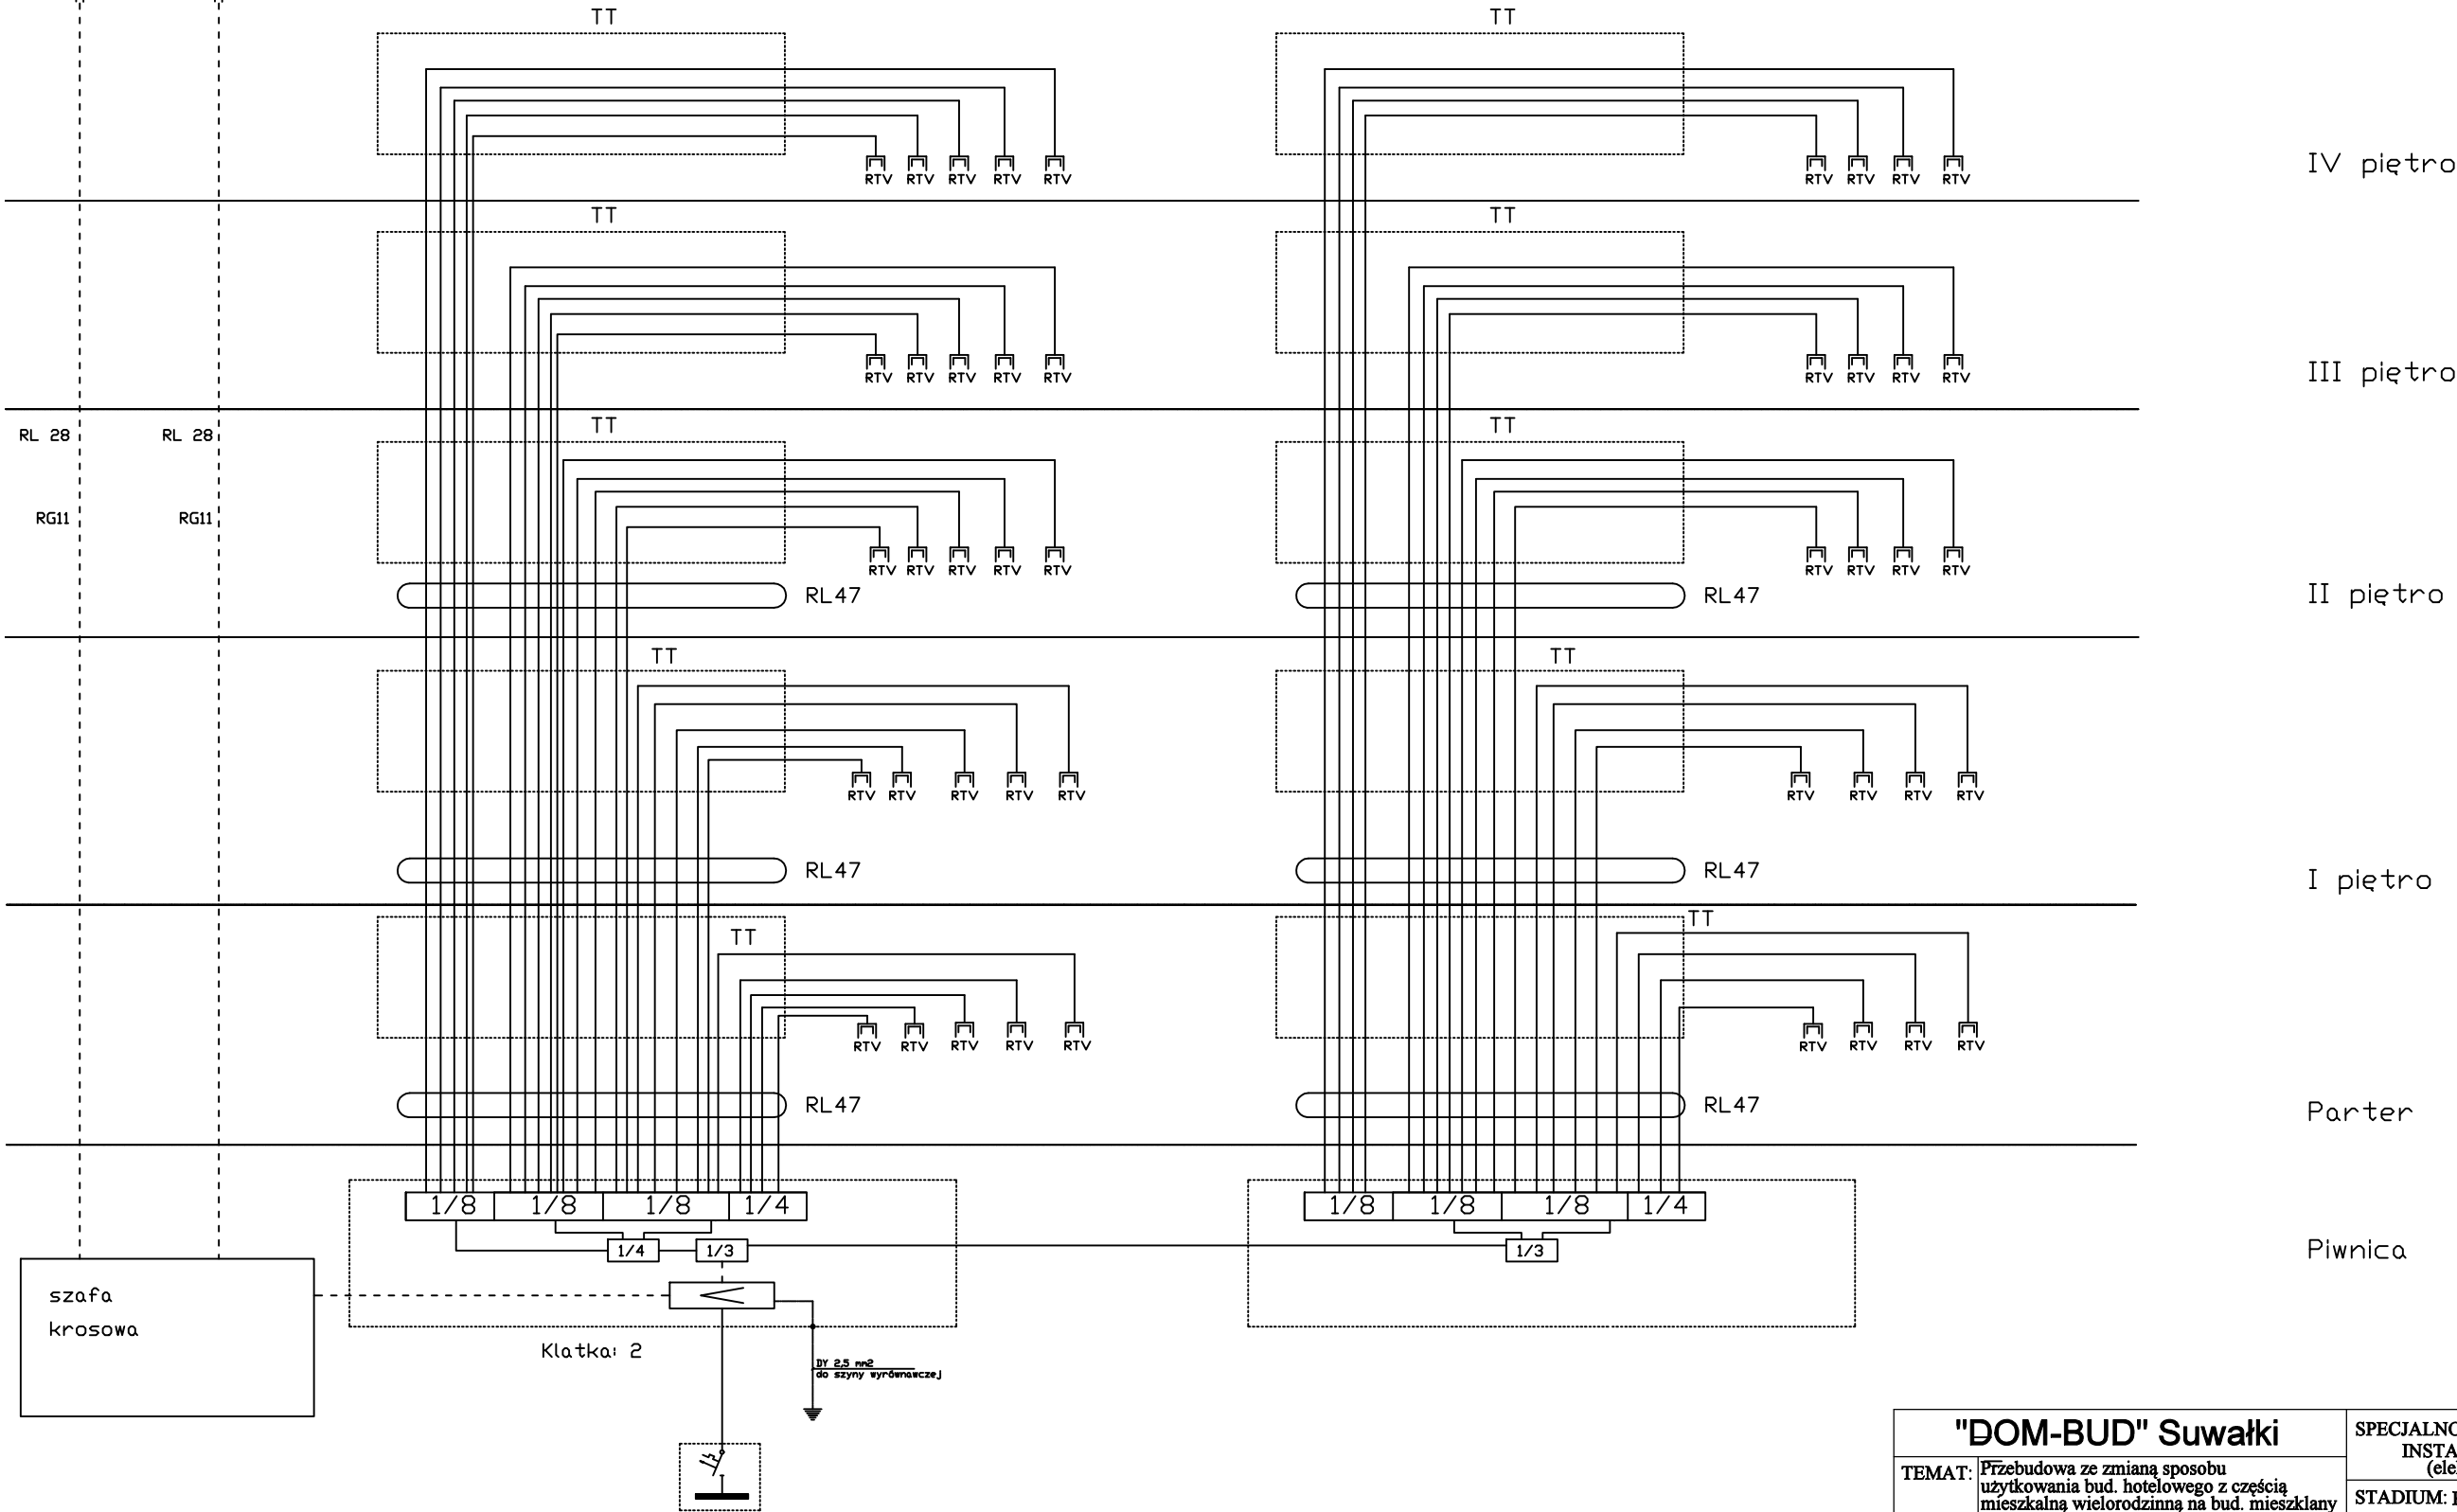 TT TT
RTV RTV RTV RTV RTV RTV RTV RTV RTV
IV piętro
TT TT
RTV RTV RTV RTV RTV RTV RTV RTV RTV
III piętro
TT TT
RL 28 RL 28
RG11 RG11
RTV RTV RTV RTV RTV RTV RTV RTV RTV
RL47 RL47
II piętro
TT TT
RTV RTV RTV RTV RTV RTV RTV RTV RTV
RL47 RL47
I piętro
TT TT
RTV RTV RTV RTV RTV RTV RTV RTV RTV
RL47 RL47
Parter
1/8 1/8 1/8 1/4 1/8 1/8 1/8 1/4
1/4 1/3 1/3
Piwnica
szafa
krosowa
Klatka: 2
DY 2,5 mm2
do szyny wyrównawczej
"DOM-BUD" Suwałki
TEMAT: Przebudowa ze zmianą sposobu
użytkowania bud. hotelowego z częścią
mieszkalną wielorodzinną na bud. mieszklany
SPECJALNO
INSTA
(ele
STADIUM: